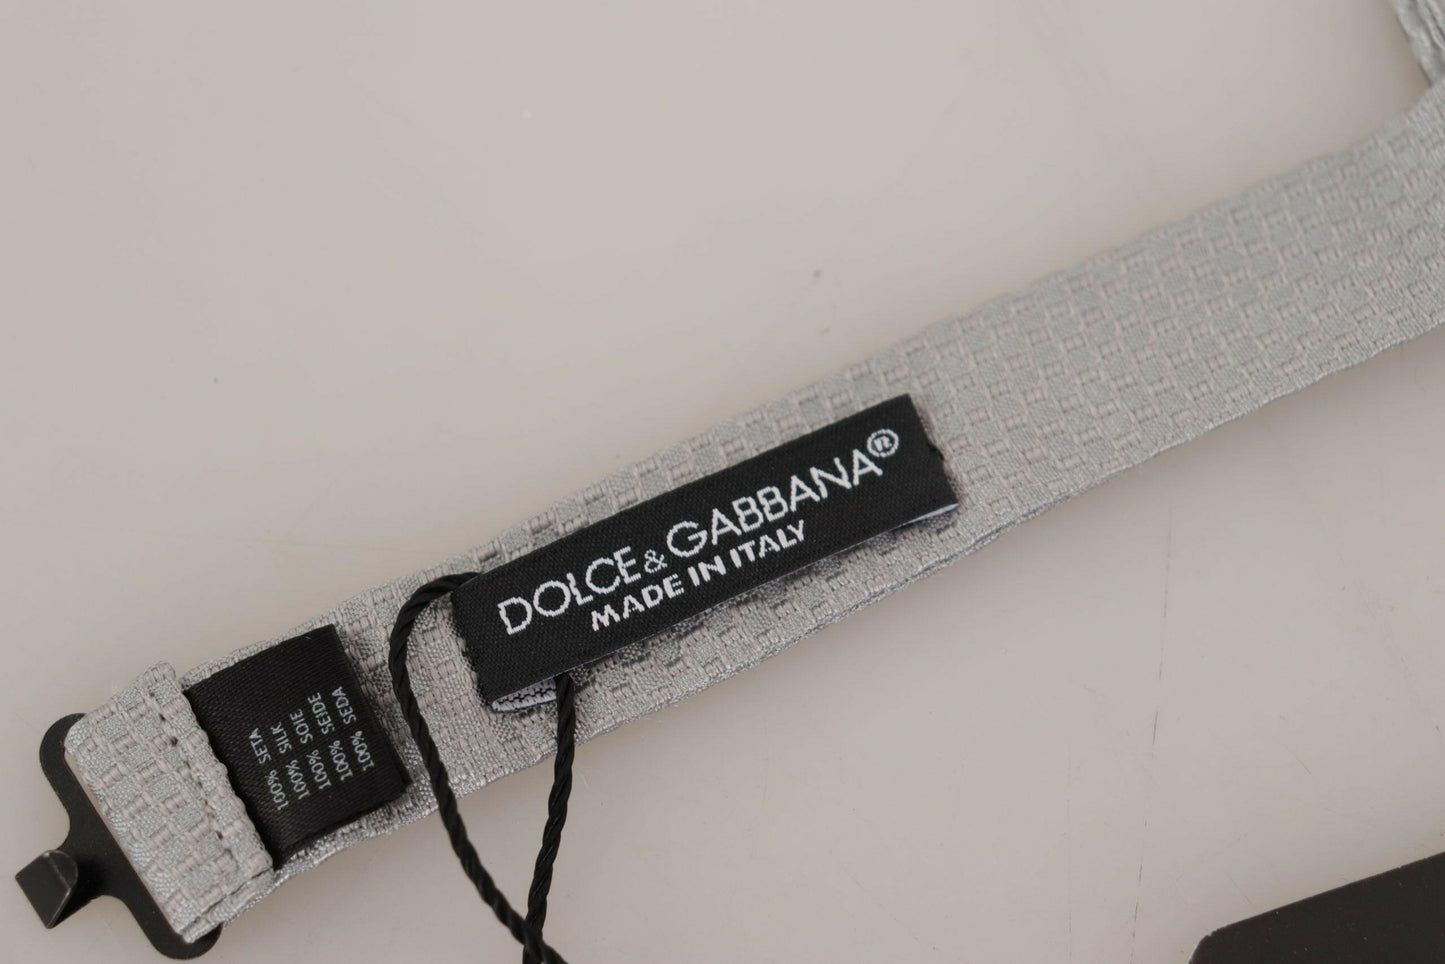 DOLCE&GABBANA®
MADE IN ITALY
100% SETA
100% SILK
100% SOIE
100% SEIDE
100% SEDA